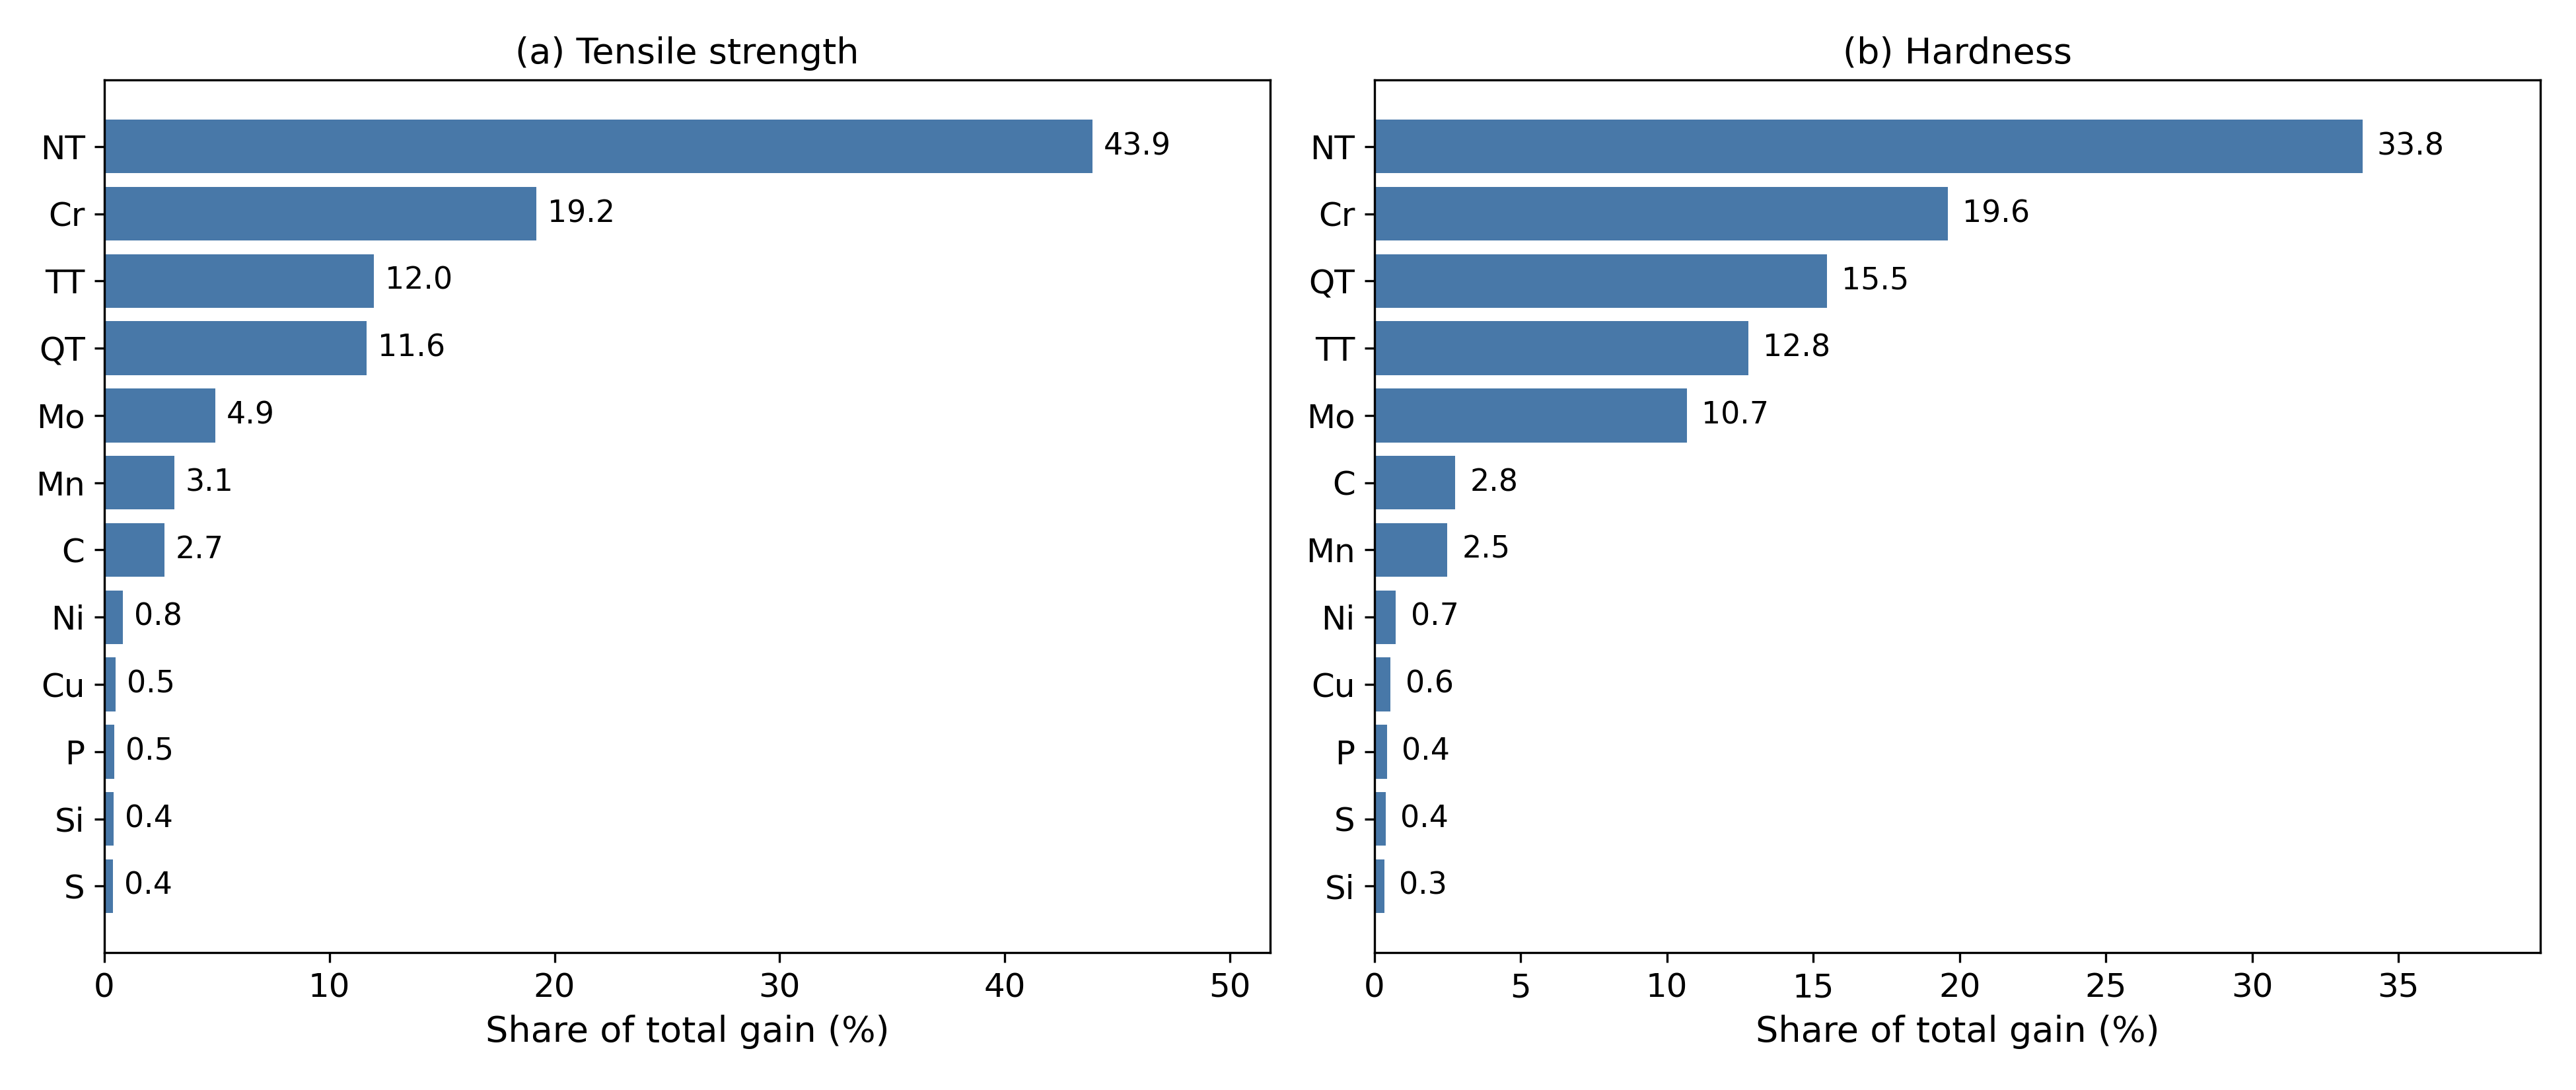 (a) Tensile strength
NT 43.9
Cr 19.2
TT 12.0
QT 11.6
Mo 4.9
Mn 3.1
C 2.7
Ni 0.8
Cu 0.5
P 0.5
Si 0.4
S 0.4
0 10 20 30 40 50
Share of total gain (%)
(b) Hardness
NT 33.8
Cr 19.6
QT 15.5
TT 12.8
Mo 10.7
C 2.8
Mn 2.5
Ni 0.7
Cu 0.6
P 0.4
S 0.4
Si 0.3
0 5 10 15 20 25 30 35
Share of total gain (%)